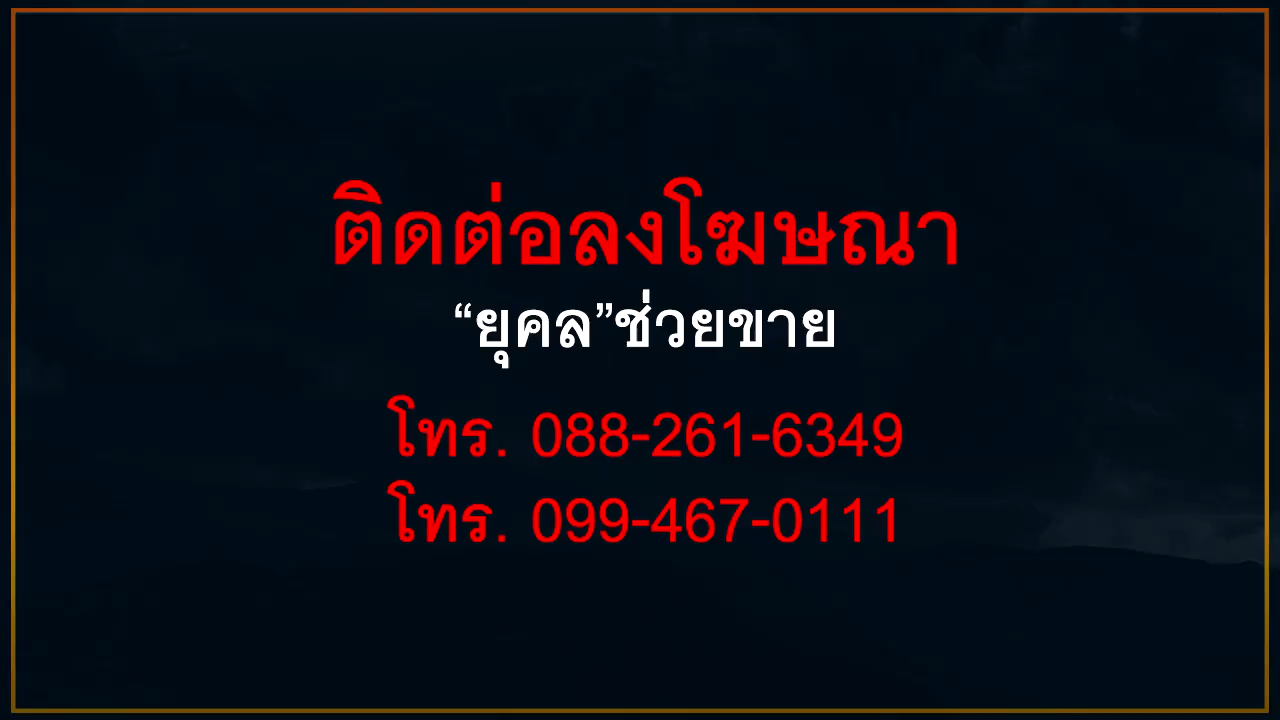 ติดต่อลงโฆษณา
“ยุคล”ช่วยขาย
โทร. 088-261-6349
โทร. 099-467-0111